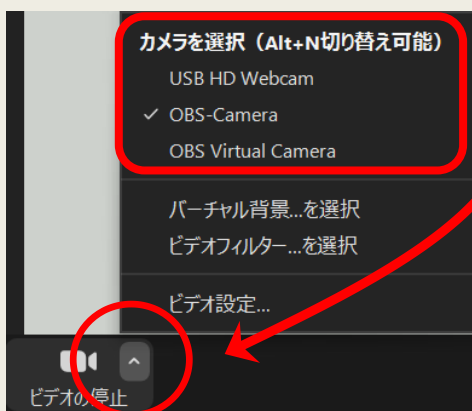 カメラを選択（Alt+N切り替え可能）
USB HD Webcam
OBS-Camera
OBS Virtual Camera
バーチャル背景...を選択
ビデオフィルター...を選択
ビデオ設定...
ビデオの停止